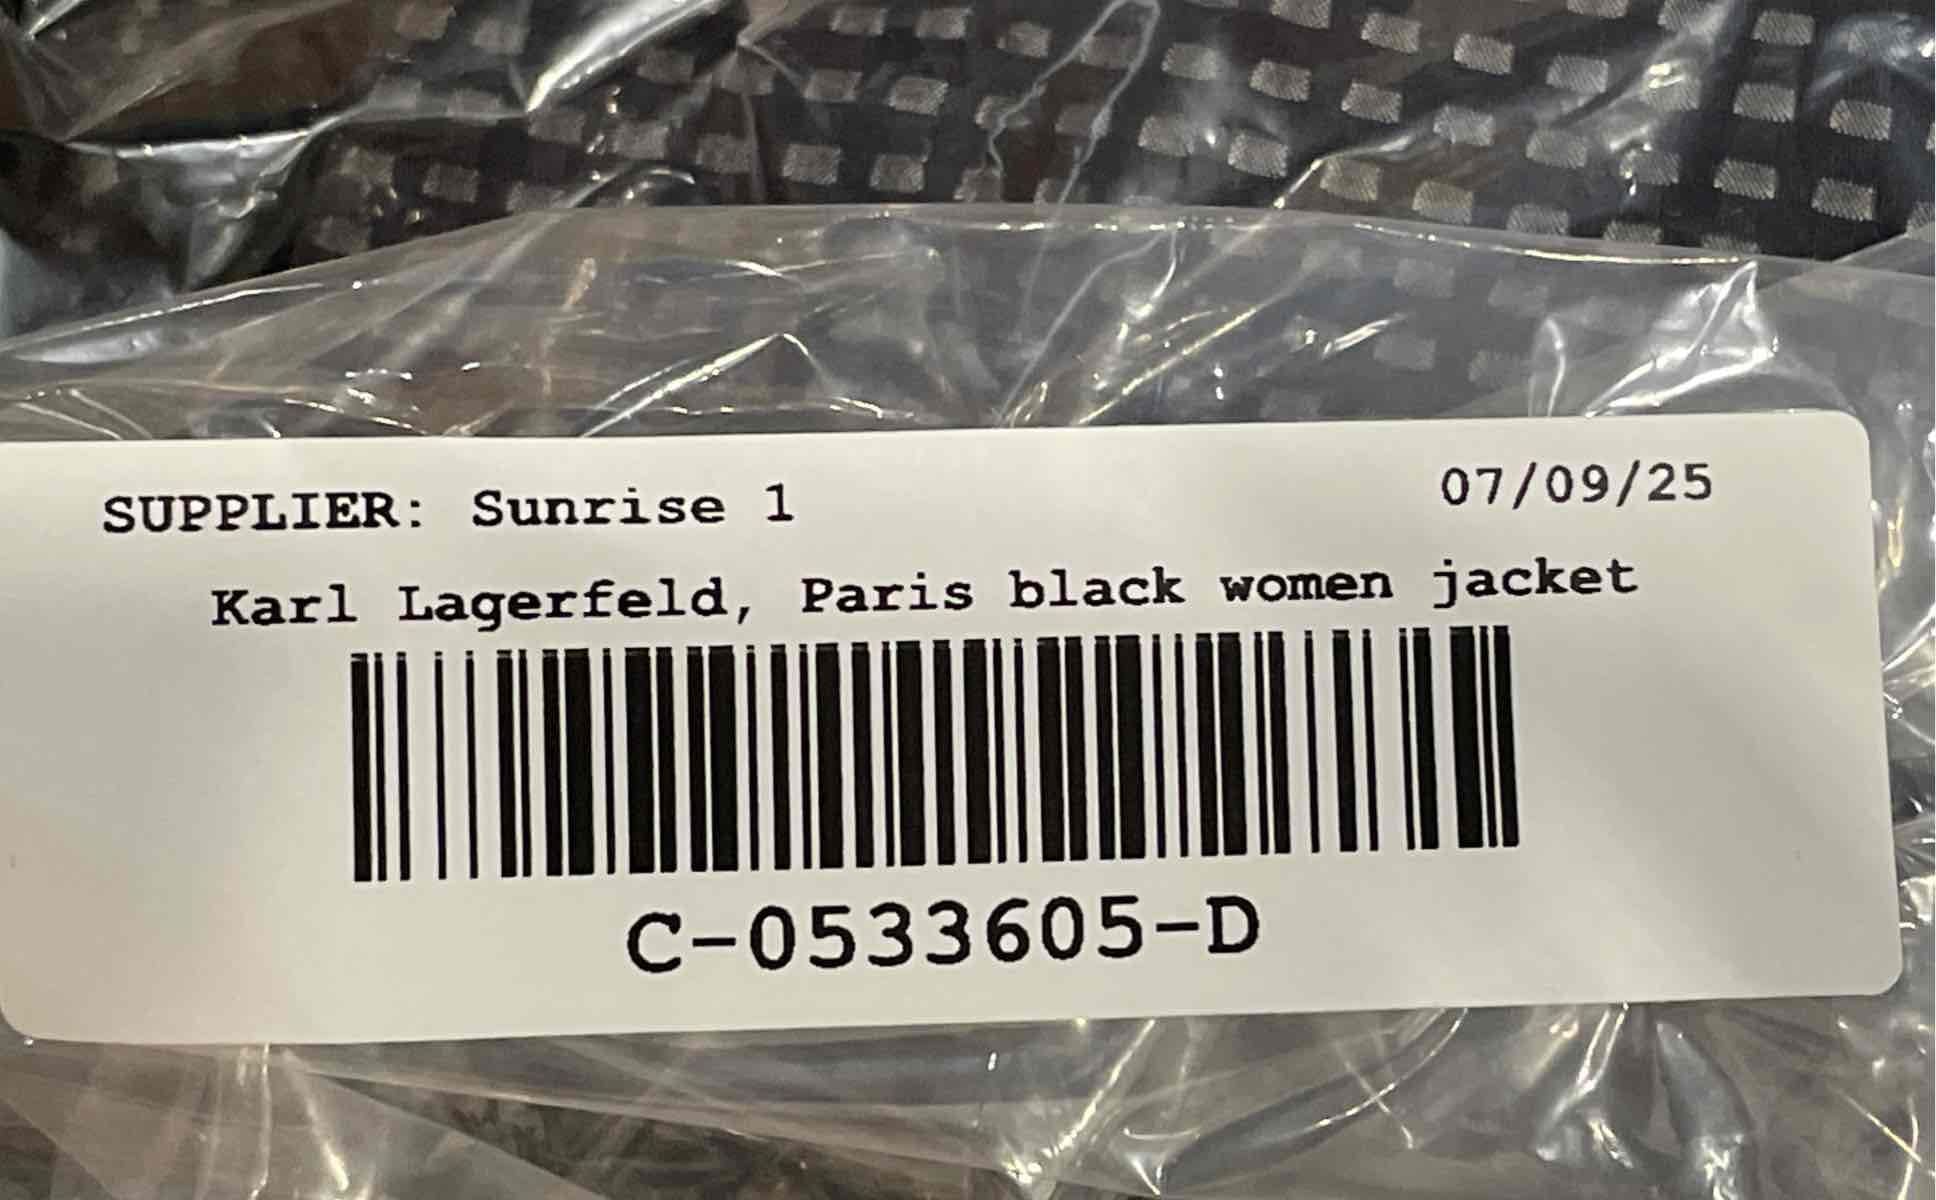 SUPPLIER: Sunrise 1 07/09/25
Karl Lagerfeld, Paris black women jacket
C-0533605-D